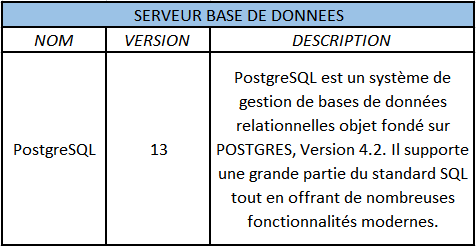 SERVEUR BASE DE DONNEES
NOM VERSION DESCRIPTION
PostgreSQL 13 PostgreSQL est un système de
gestion de bases de données
relationnelles objet fondé sur
POSTGRES, Version 4.2. Il supporte
une grande partie du standard SQL
tout en offrant de nombreuses
fonctionnalités modernes.